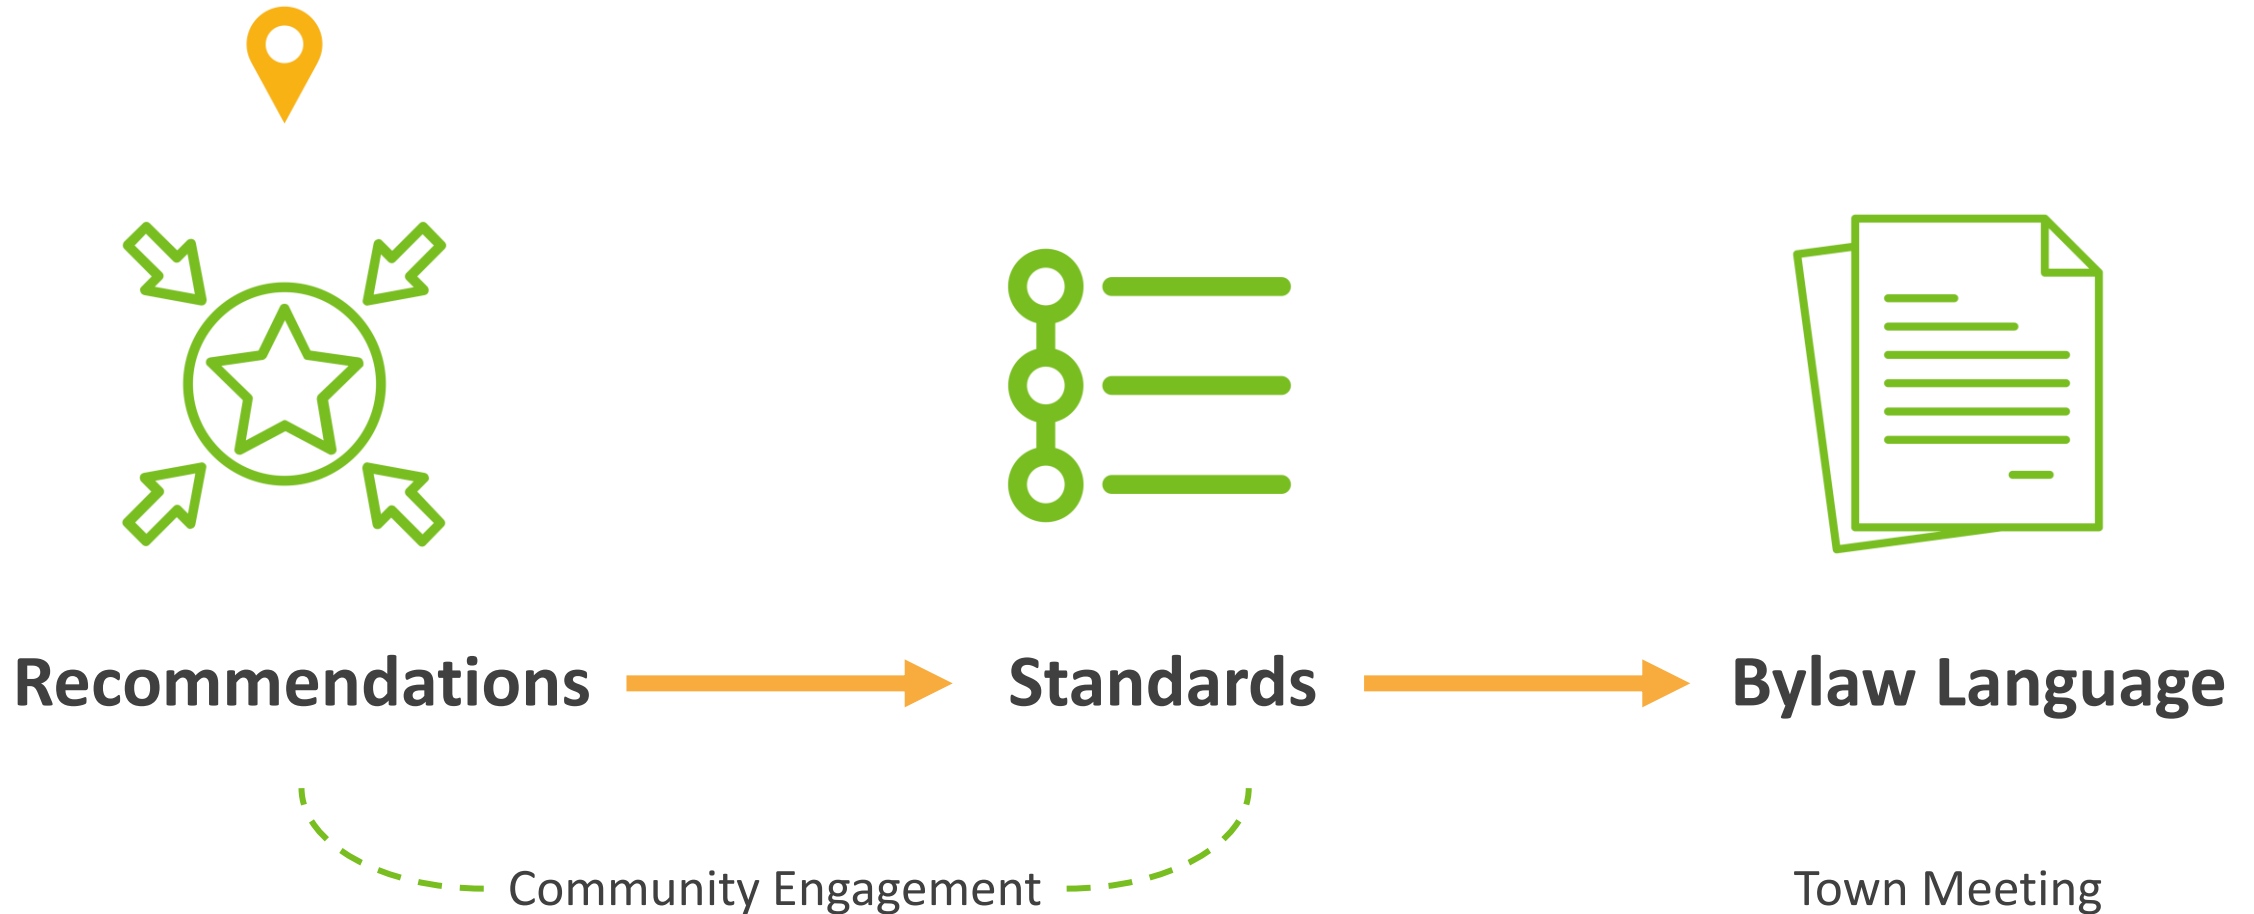 Recommendations
Standards
Bylaw Language
Community Engagement
Town Meeting